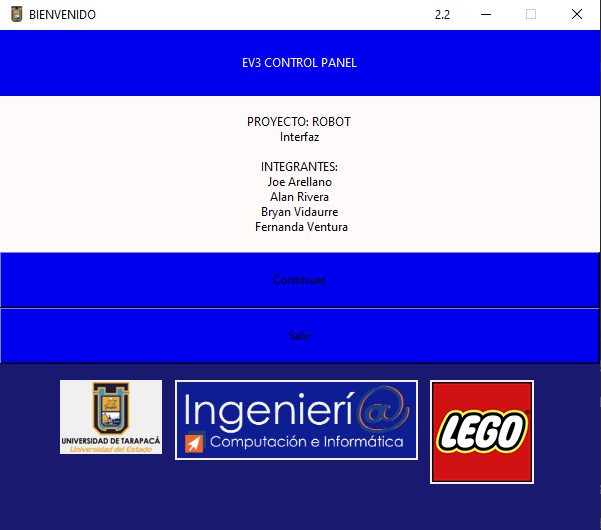 BIENVENIDO 2.2
EV3 CONTROL PANEL
PROYECTO: ROBOT
Interfaz
INTEGRANTES:
Joe Arellano
Alan Rivera
Bryan Vidaurre
Fernanda Ventura
Continuar
Salir
UNIVERSIDAD DE TARAPACÁ
Universidad del Estado
Ingenierí@
Computación e Informática
LEGO